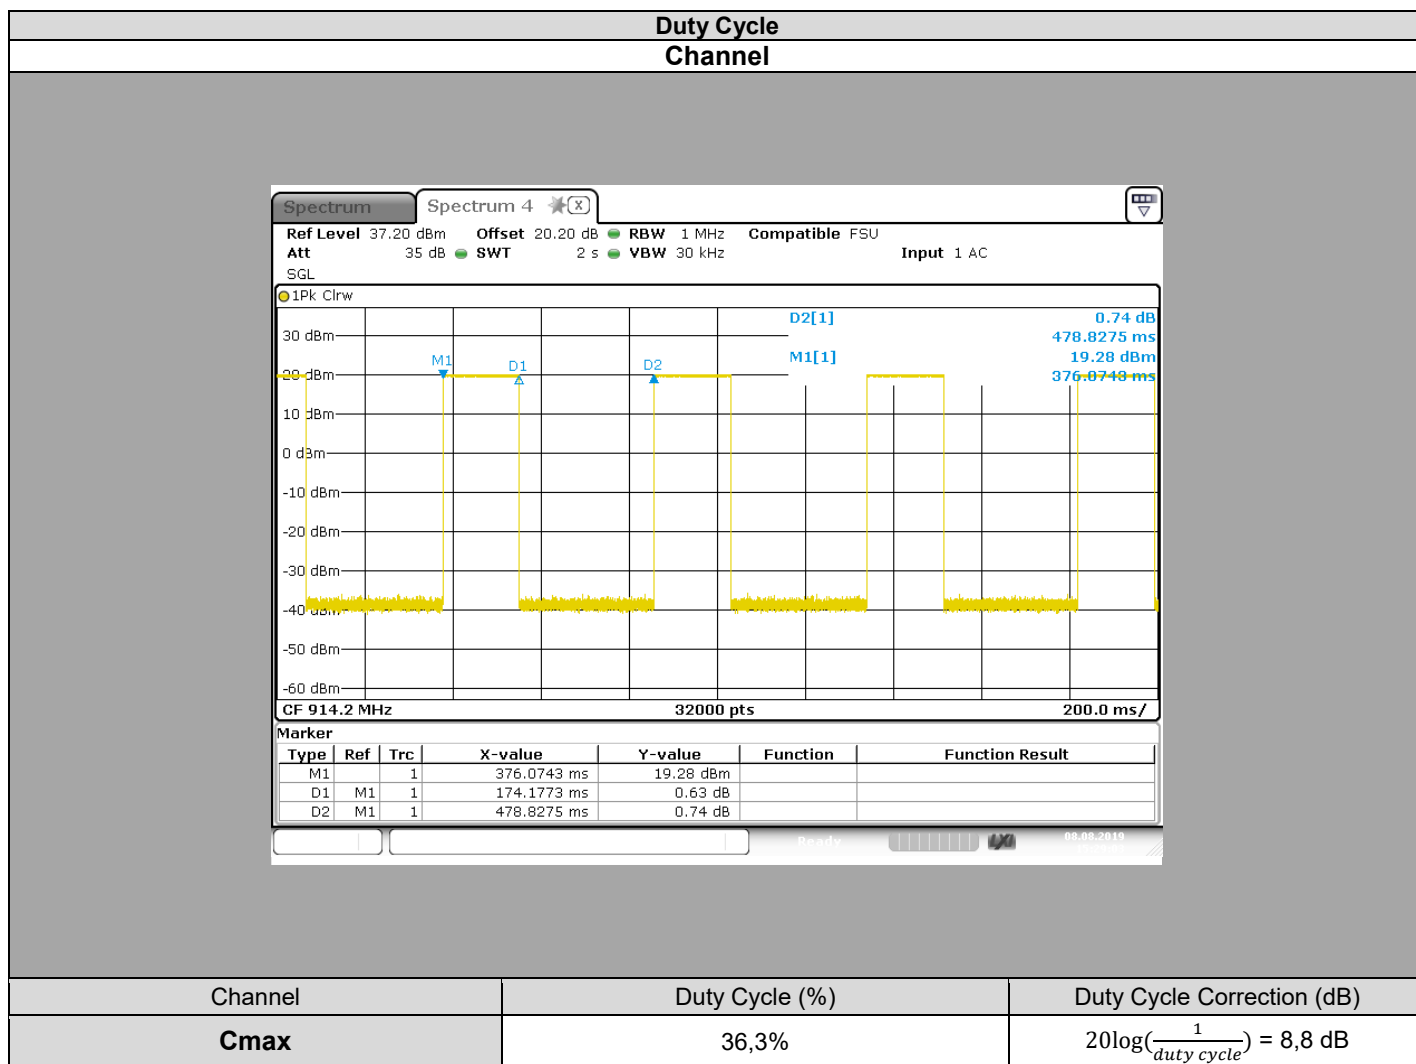 Duty Cycle
Channel
Spectrum
Spectrum 4 (X)
Ref Level 37.20 dBm Offset 20.20 dB RBW 1 MHz Compatible FSU
Att 35 dB SWT 2 s VBW 30 kHz Input 1 AC
SGL
1Pk Clrw
D2[1] 0.74 dB
478.8275 ms
M1[1] 19.28 dBm
376.0743 ms
M1
D1
D2
30 dBm
20 dBm
10 dBm
0 dBm
-10 dBm
-20 dBm
-30 dBm
-40 dBm
-50 dBm
-60 dBm
CF 914.2 MHz 32000 pts 200.0 ms/
Marker
Type Ref Trc X-value Y-value Function Function Result
M1 1 376.0743 ms 19.28 dBm
D1 M1 1 174.1773 ms 0.63 dB
D2 M1 1 478.8275 ms 0.74 dB
Ready LXI 08.08.2019
Channel Duty Cycle (%) Duty Cycle Correction (dB)
Cmax 36,3% 20log(1/duty cycle) = 8,8 dB